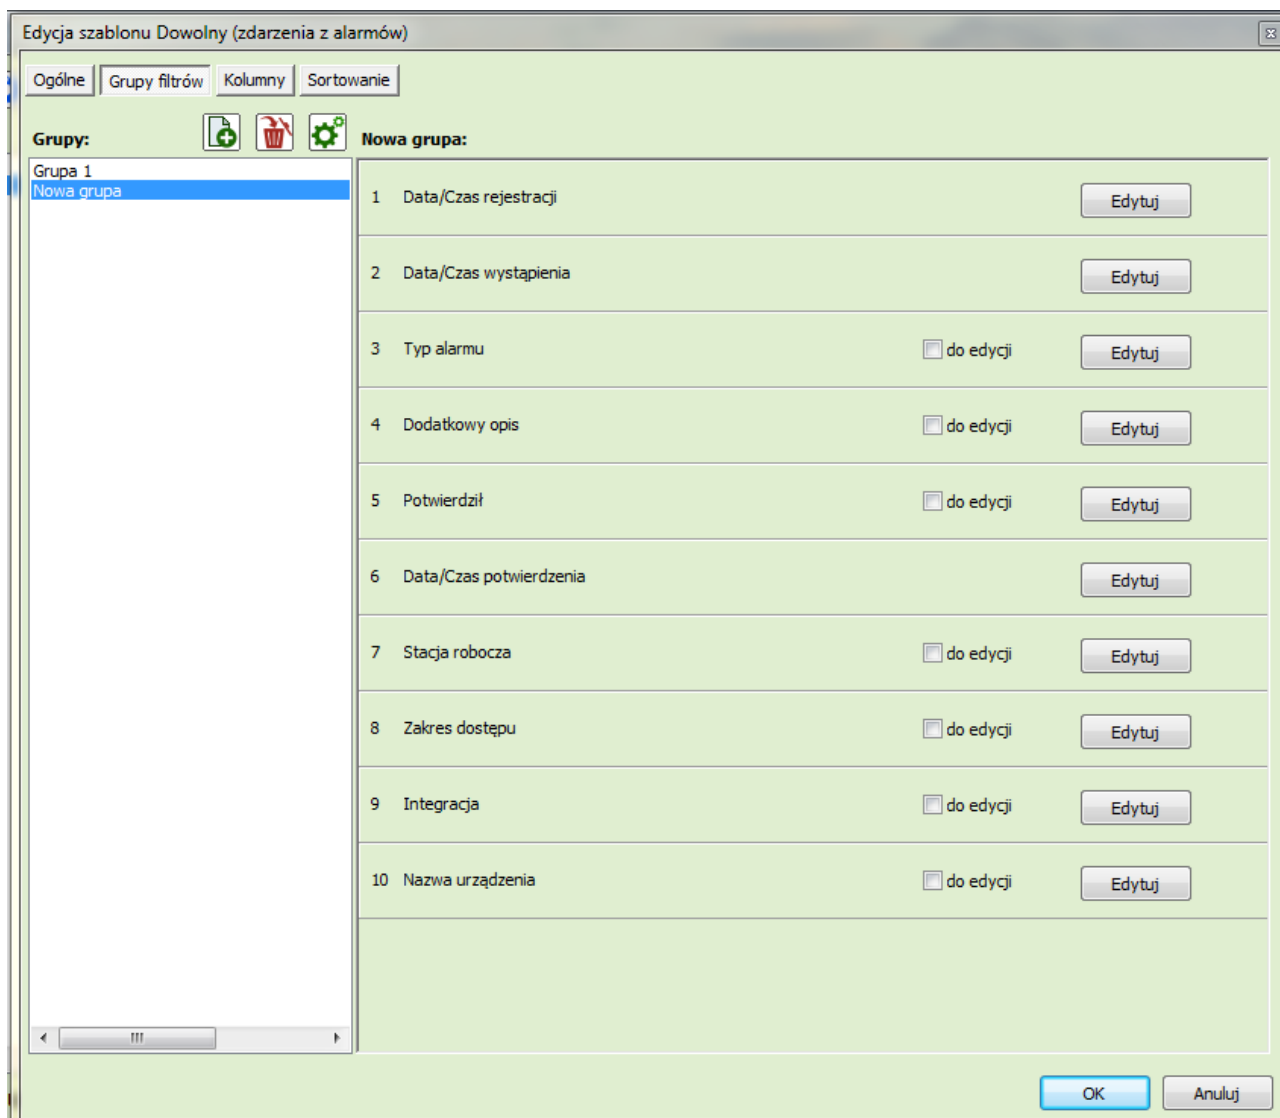 Edycja szablonu Dowolny (zdarzenia z alarmów)
Ogólne Grupy filtrów Kolumny Sortowanie
Grupy: Nowa grupa:
Grupa 1
Nowa grupa
1 Data/Czas rejestracji Edytuj
2 Data/Czas wystąpienia Edytuj
3 Typ alarmu do edycji Edytuj
4 Dodatkowy opis do edycji Edytuj
5 Potwierdził do edycji Edytuj
6 Data/Czas potwierdzenia Edytuj
7 Stacja robocza do edycji Edytuj
8 Zakres dostępu do edycji Edytuj
9 Integracja do edycji Edytuj
10 Nazwa urządzenia do edycji Edytuj
OK Anuluj